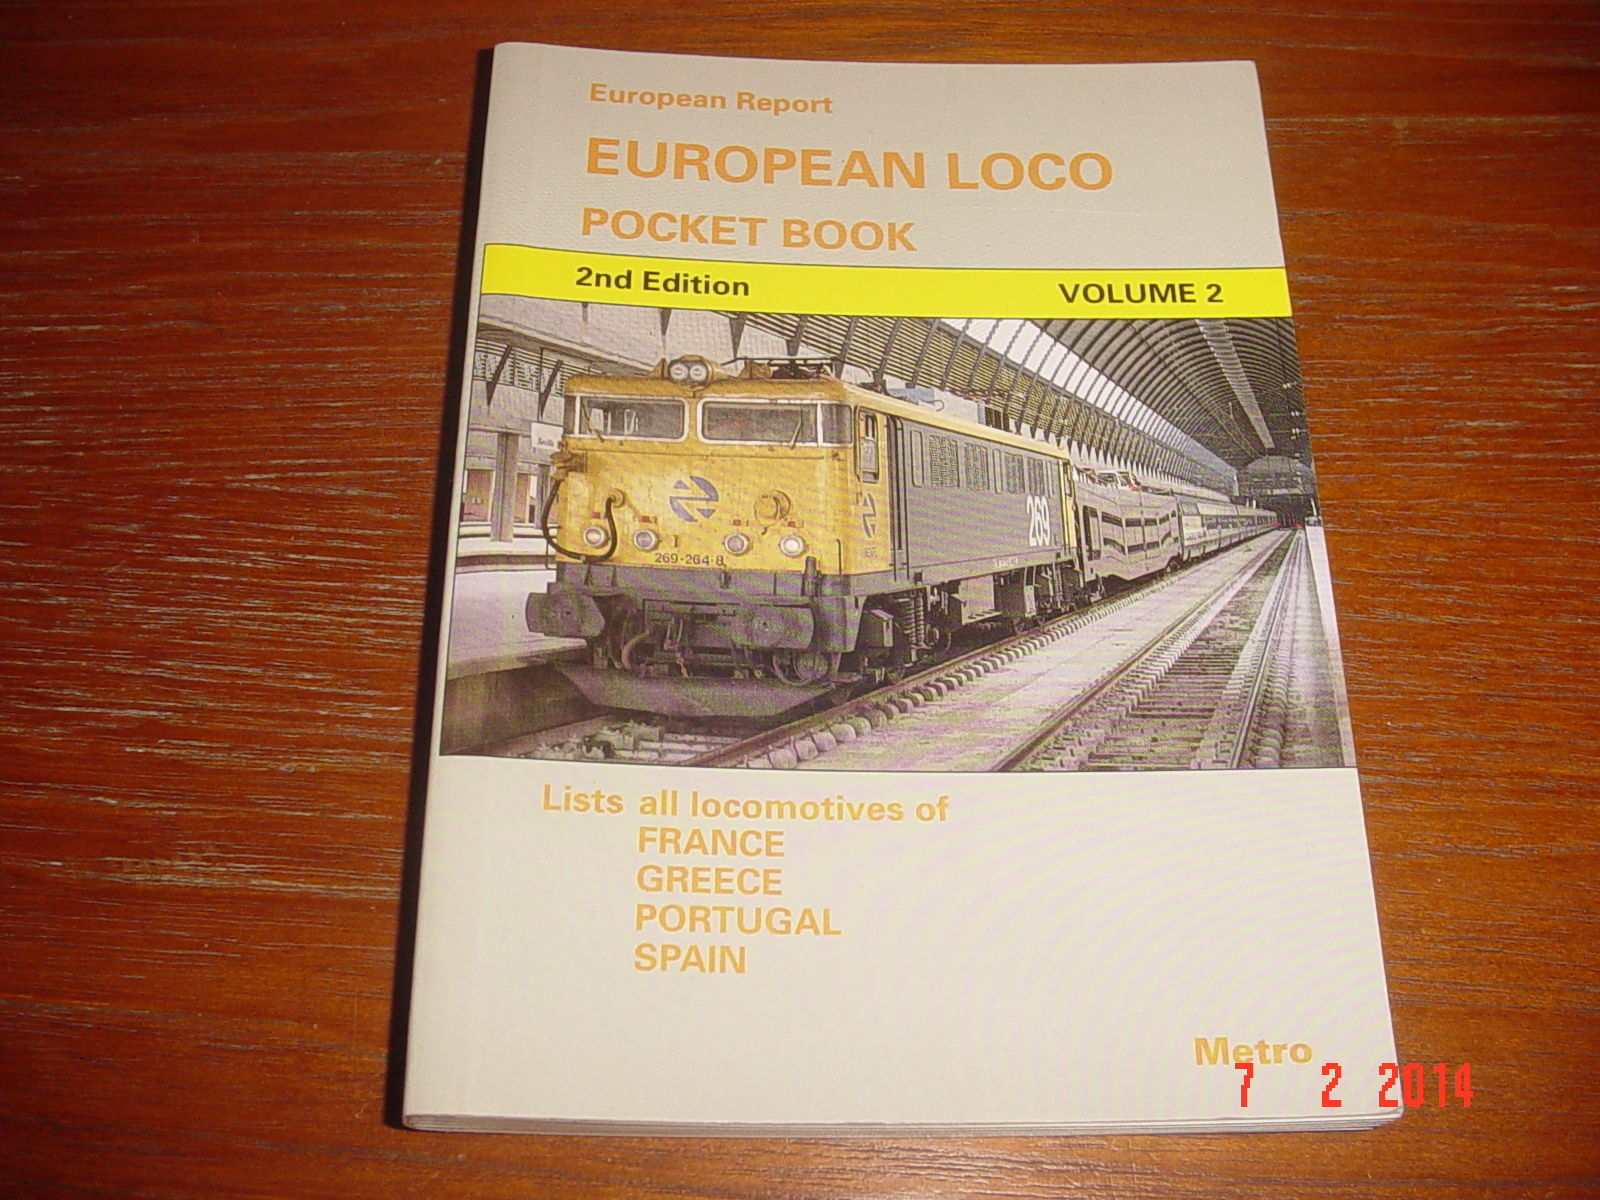 European Report
EUROPEAN LOCO
POCKET BOOK
2nd Edition VOLUME 2
Sevilla
269
269-264-8
Lists all locomotives of
FRANCE
GREECE
PORTUGAL
SPAIN
Metro
7 2 2014